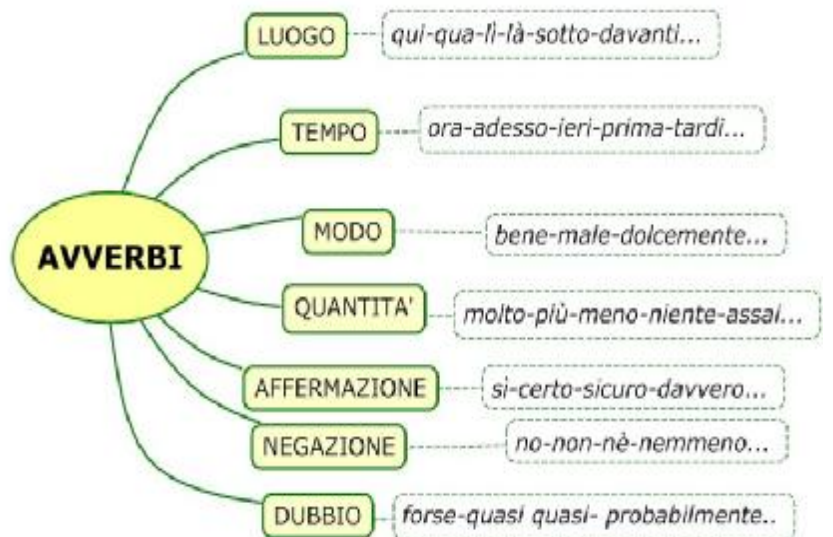 LUOGO qui-qua-lì-là-sotto-davanti...
TEMPO ora-adesso-ieri-prima-tardi...
AVVERBI
MODO bene-male-dolcemente...
QUANTITA' molto-più-meno-niente-assai...
AFFERMAZIONE sì-certo-sicuro-davvero...
NEGAZIONE no-non-nè-nemmeno...
DUBBIO forse-quasi quasi- probabilmente..